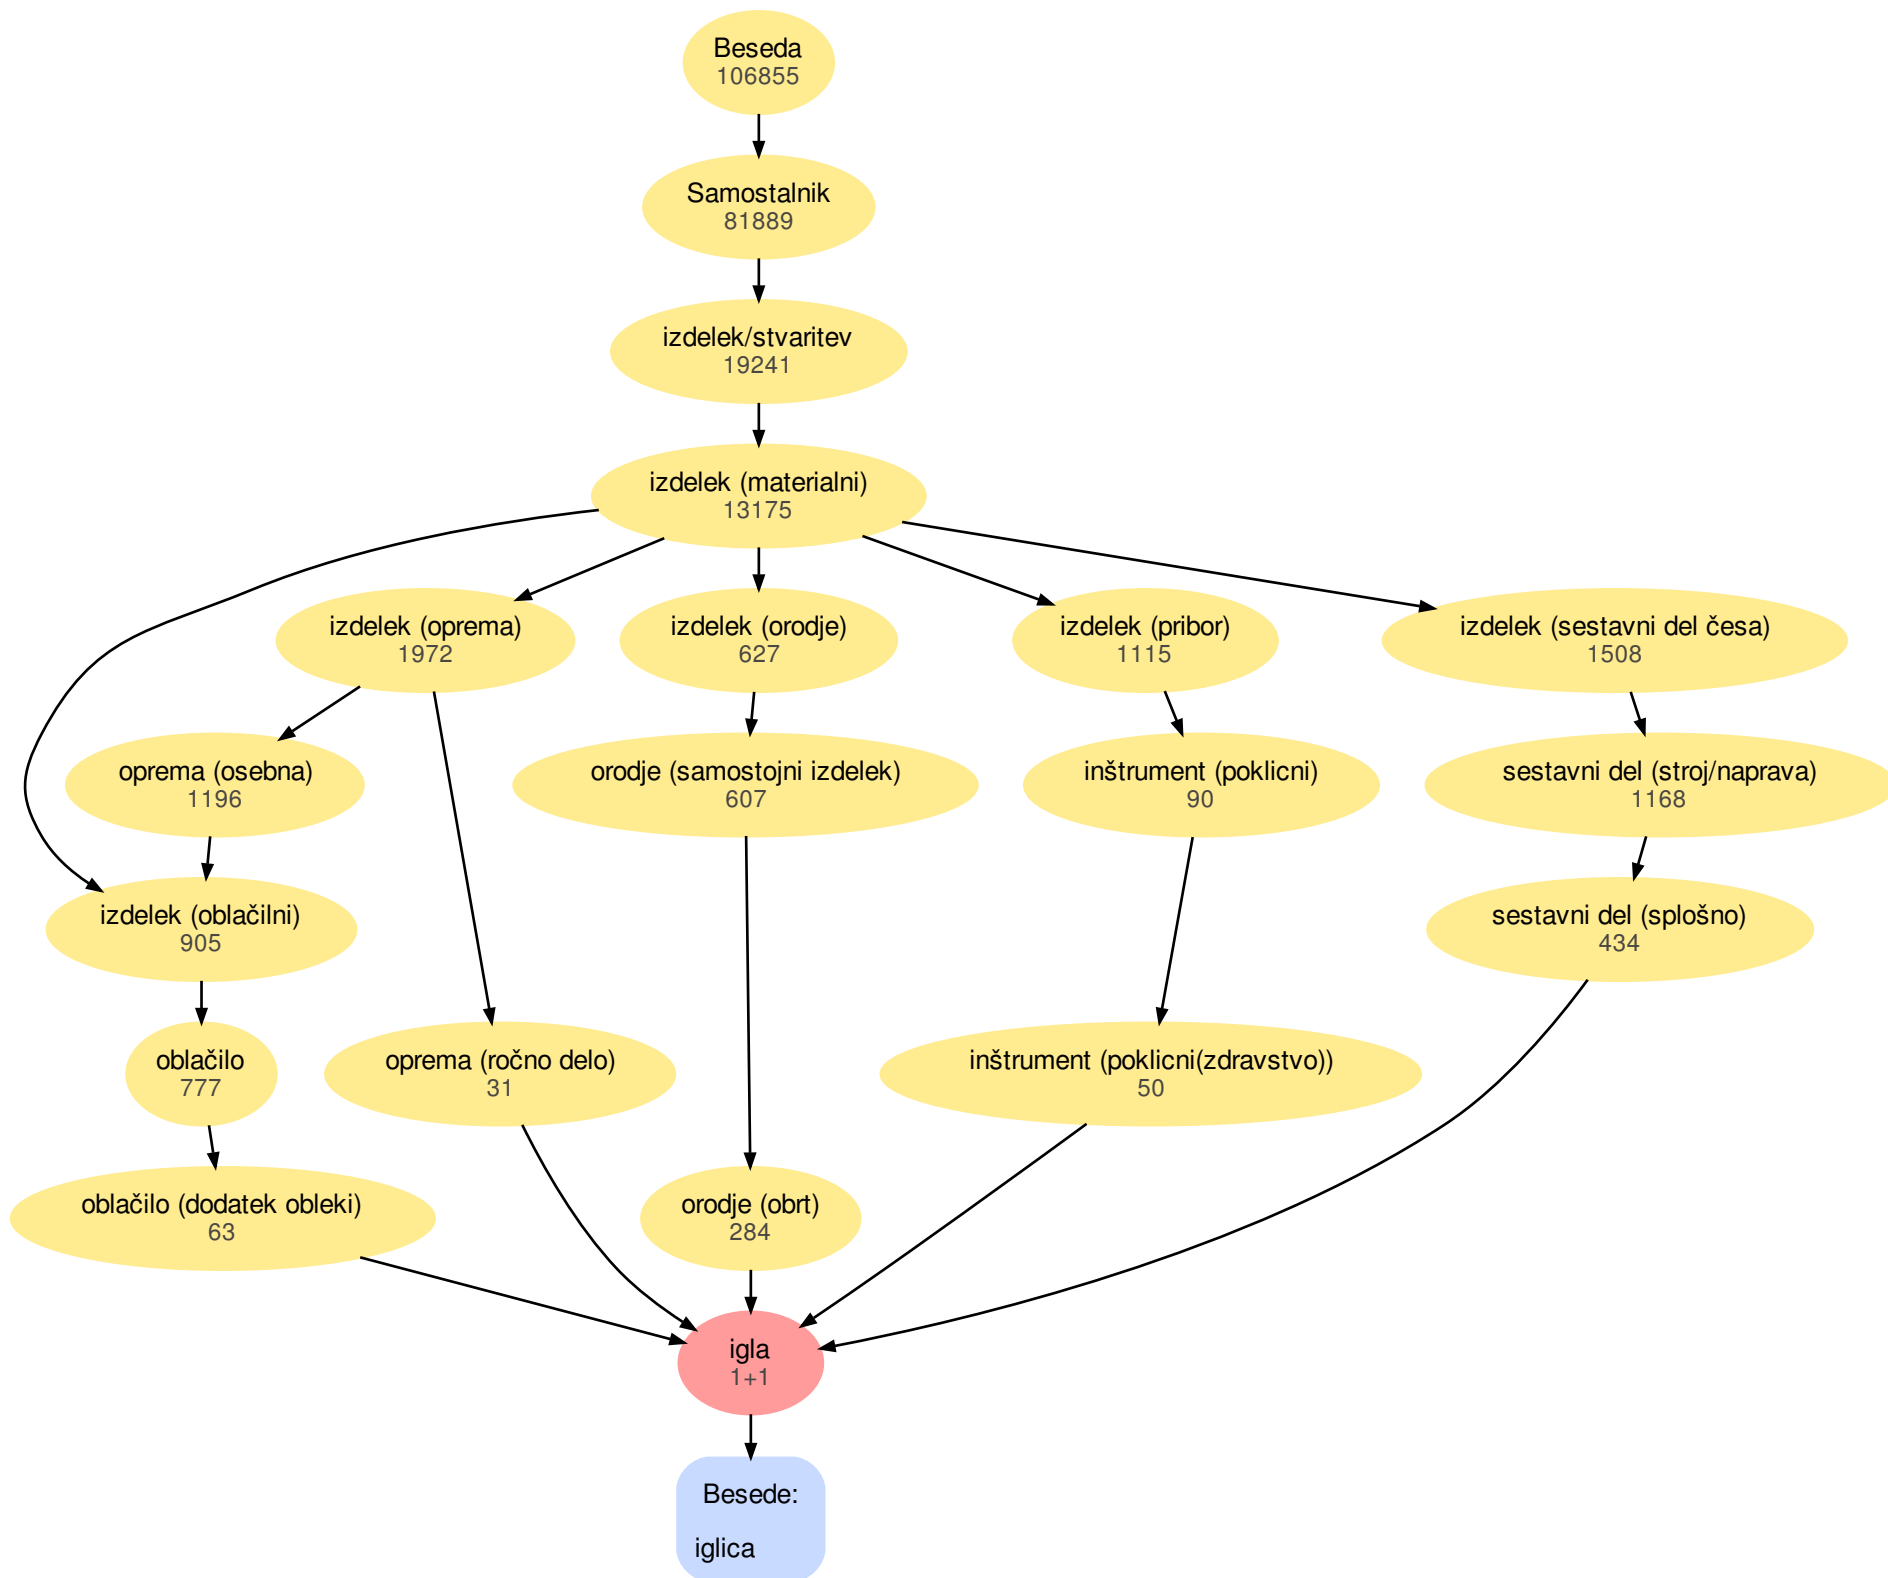 Beseda
106855
Samostalnik
81889
izdelek/stvaritev
19241
izdelek (materialni)
13175
izdelek (oprema)
1972
izdelek (orodje)
627
izdelek (pribor)
1115
izdelek (sestavni del česa)
1508
oprema (osebna)
1196
orodje (samostojni izdelek)
607
inštrument (poklicni)
90
sestavni del (stroj/naprava)
1168
izdelek (oblačilni)
905
sestavni del (splošno)
434
oblačilo
777
oprema (ročno delo)
31
inštrument (poklicni(zdravstvo))
50
oblačilo (dodatek obleki)
63
orodje (obrt)
284
igla
1+1
Besede:
iglica